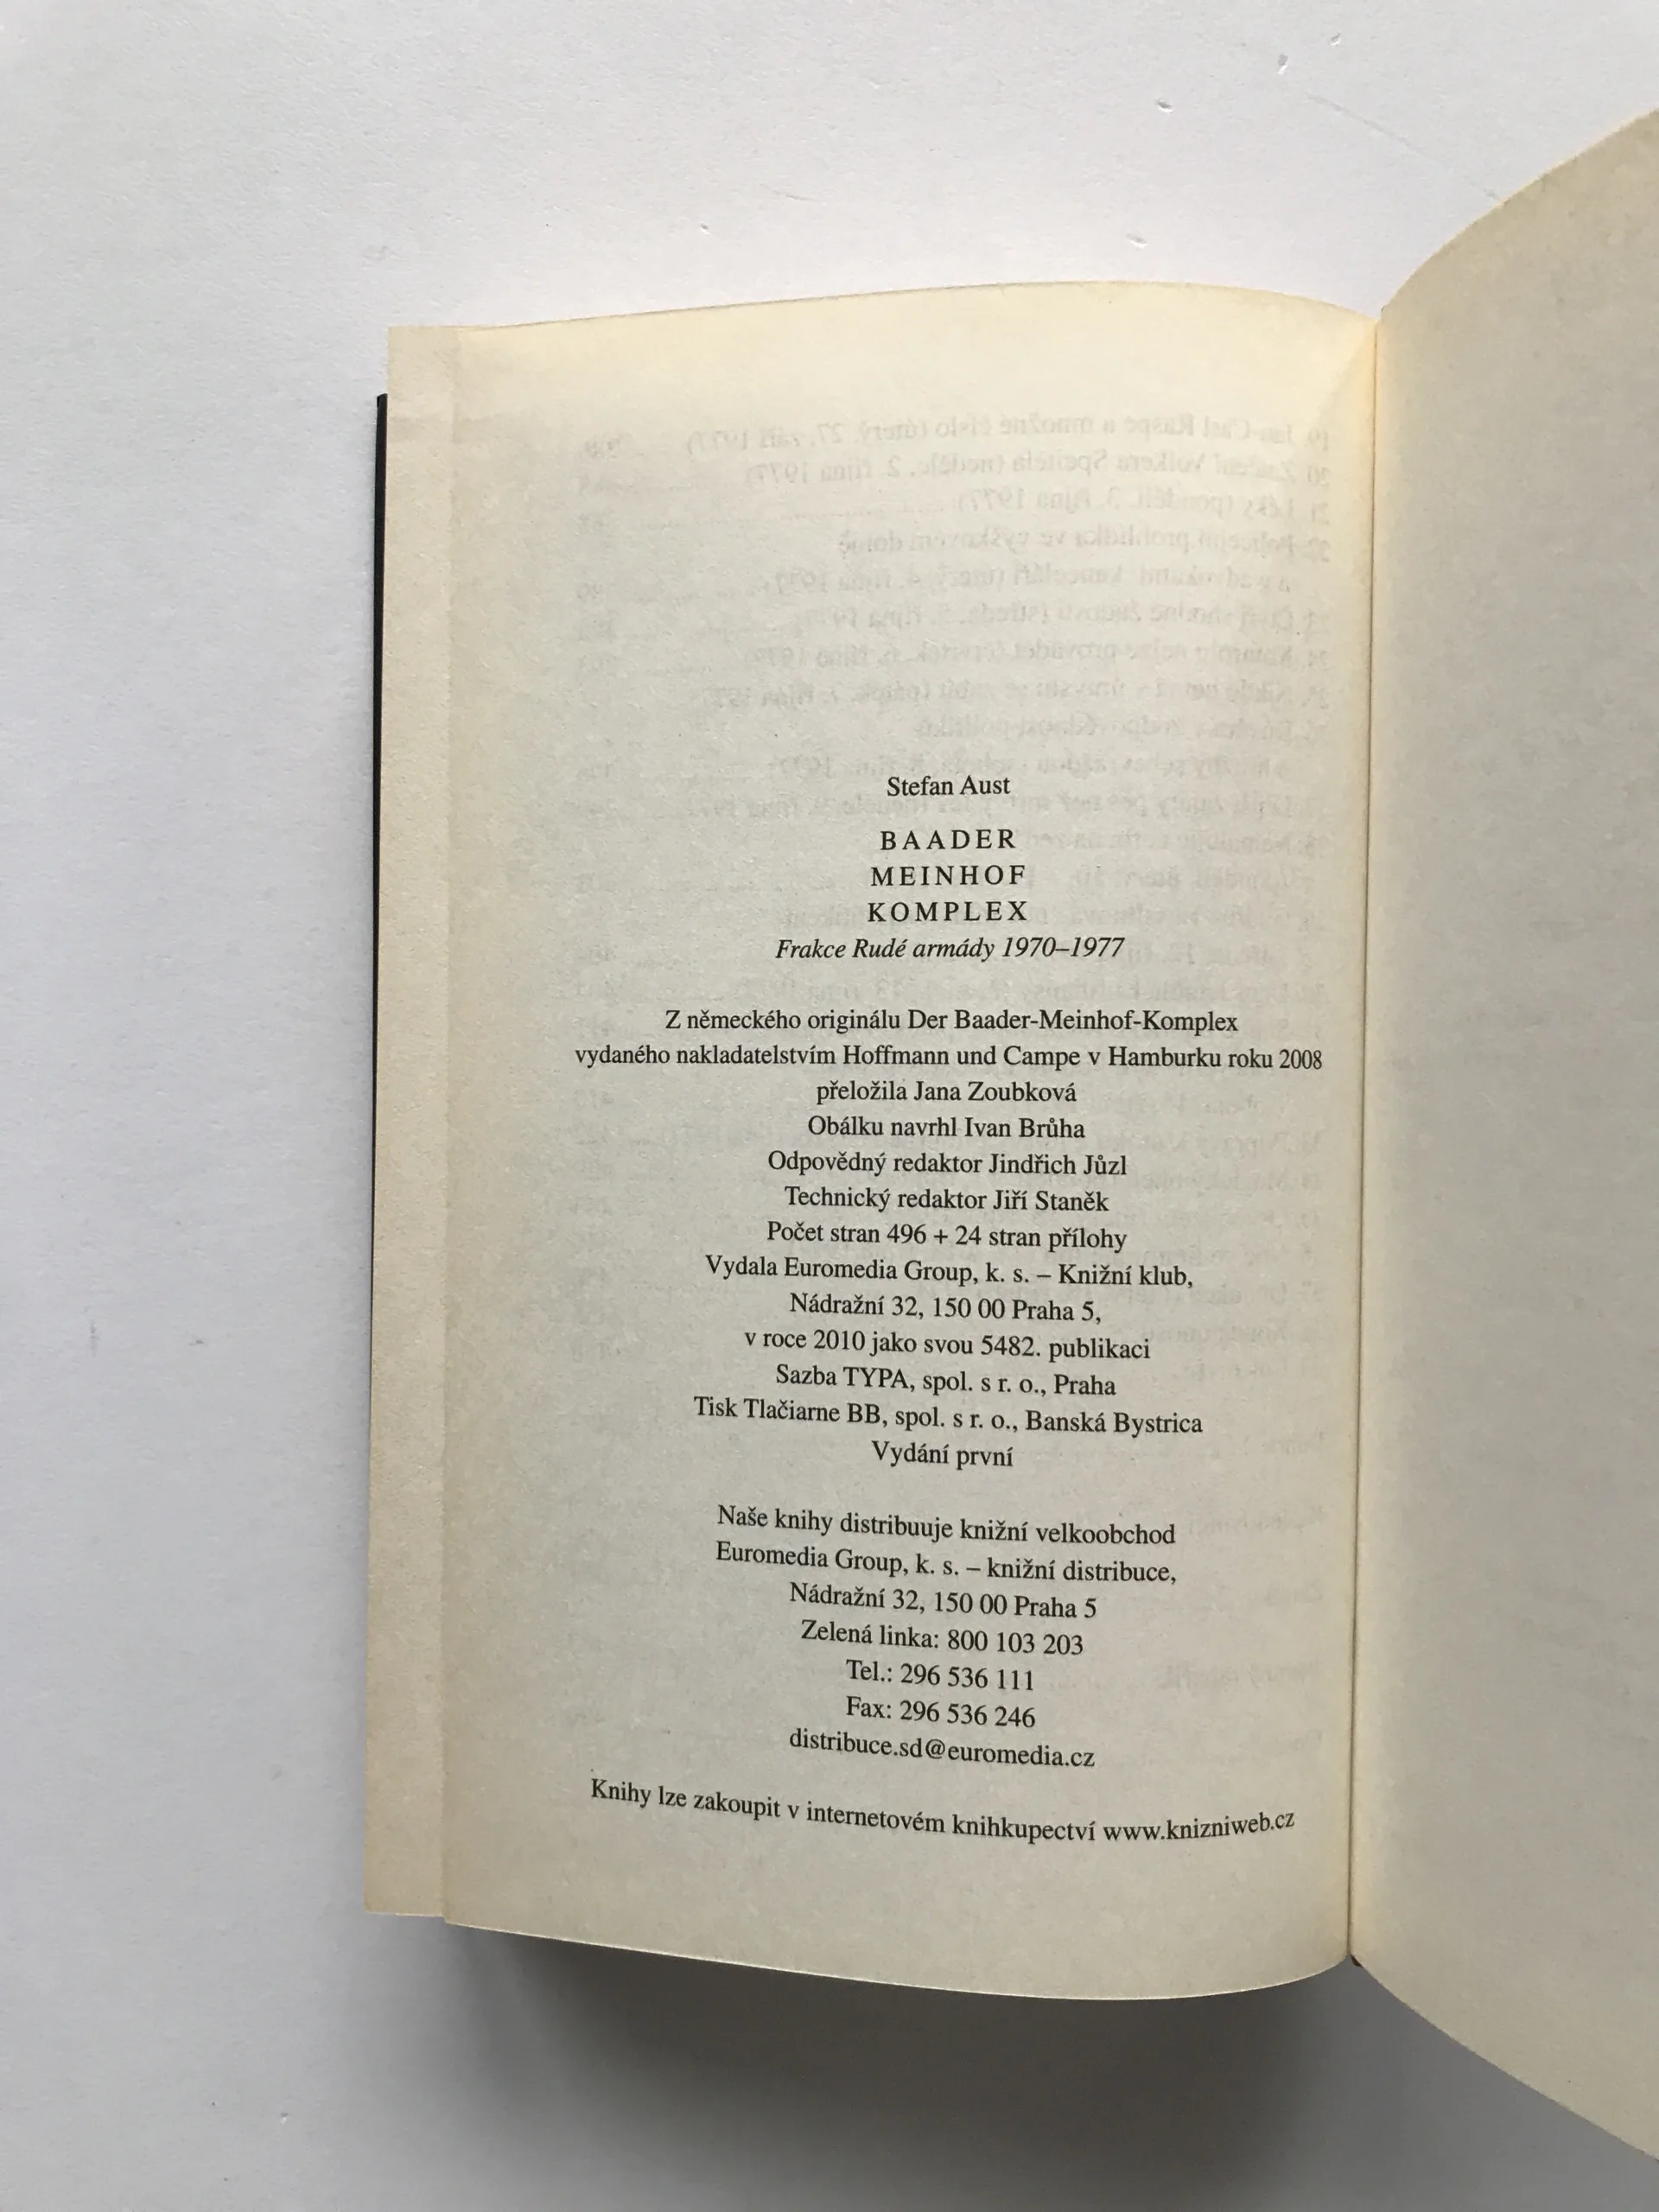 Stefan Aust
BAADER
MEINHOF
KOMPLEX
Frakce Rudé armády 1970–1977
Z německého originálu Der Baader-Meinhof-Komplex
vydaného nakladatelstvím Hoffmann und Campe v Hamburku roku 2008
přeložila Jana Zoubková
Obálku navrhl Ivan Brůha
Odpovědný redaktor Jindřich Jůzl
Technický redaktor Jiří Staněk
Počet stran 496 + 24 stran přílohy
Vydala Euromedia Group, k. s. – Knižní klub,
Nádražní 32, 150 00 Praha 5,
v roce 2010 jako svou 5482. publikaci
Sazba TYPA, spol. s r. o., Praha
Tisk Tlačiarne BB, spol. s r. o., Banská Bystrica
Vydání první
Naše knihy distribuuje knižní velkoobchod
Euromedia Group, k. s. – knižní distribuce,
Nádražní 32, 150 00 Praha 5
Zelená linka: 800 103 203
Tel.: 296 536 111
Fax: 296 536 246
distribuce.sd@euromedia.cz
Knihy lze zakoupit v internetovém knihkupectví www.knizniweb.cz